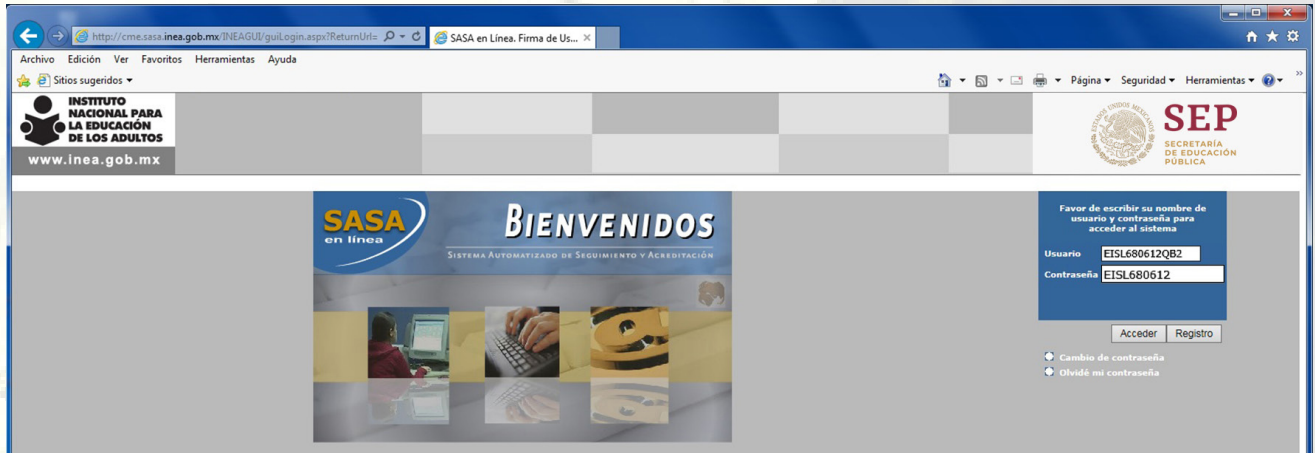 http://cme.sasa.inea.gob.mx/INEAGUI/guiLogin.aspx?ReturnUrl=
SASA en Línea. Firma de Us...
Archivo Edición Ver Favoritos Herramientas Ayuda
Sitios sugeridos
Página Seguridad Herramientas
INSTITUTO
NACIONAL PARA
LA EDUCACIÓN
DE LOS ADULTOS
www.inea.gob.mx
SEP
SECRETARÍA
DE EDUCACIÓN
PÚBLICA
SASA
en línea
BIENVENIDOS
SISTEMA AUTOMATIZADO DE SEGUIMIENTO Y ACREDITACIÓN
Favor de escribir su nombre de
usuario y contraseña para
acceder al sistema
Usuario EISL680612QB2
Contraseña EISL680612
Acceder Registro
Cambio de contraseña
Olvidé mi contraseña